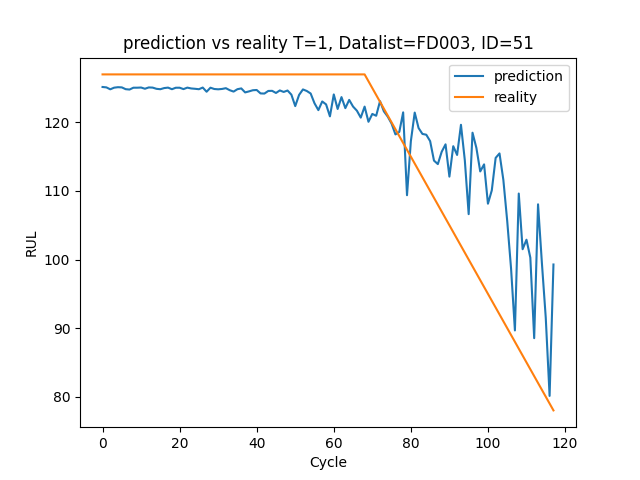 prediction vs reality T=1, Datalist=FD003, ID=51
prediction
reality
RUL
120
110
100
90
80
0 20 40 60 80 100 120
Cycle